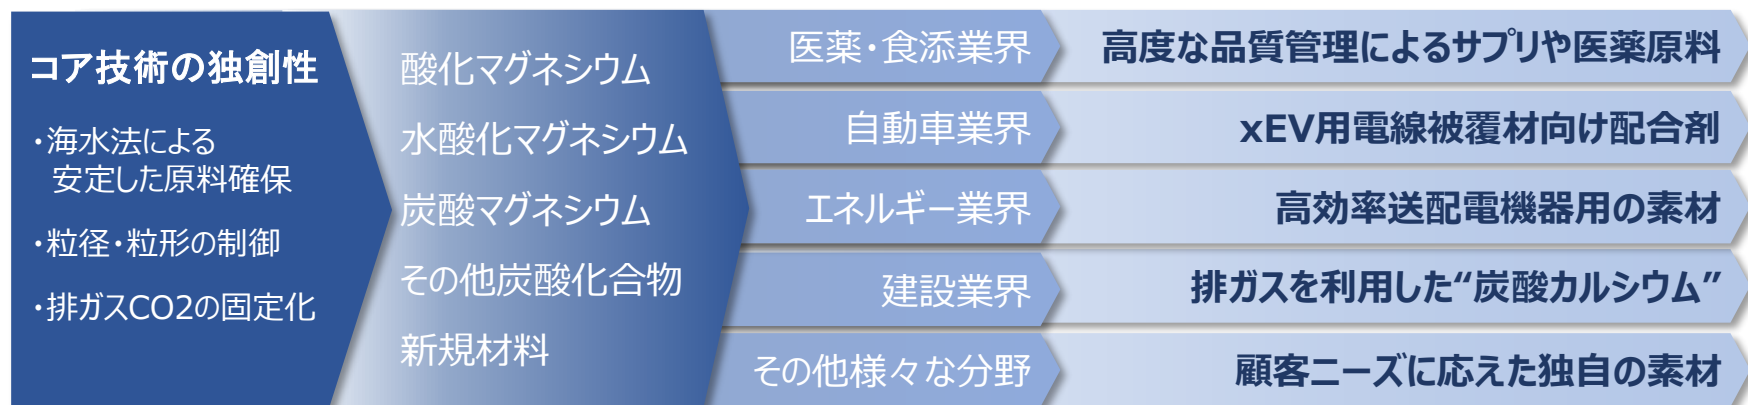 コア技術の独創性
・海水法による
安定した原料確保
・粒径・粒形の制御
・排ガスCO2の固定化
酸化マグネシウム
水酸化マグネシウム
炭酸マグネシウム
その他炭酸化合物
新規材料
医薬・食添業界
高度な品質管理によるサプリや医薬原料
自動車業界
xEV用電線被覆材向け配合剤
エネルギー業界
高効率送配電機器用の素材
建設業界
排ガスを利用した“炭酸カルシウム”
その他様々な分野
顧客ニーズに応えた独自の素材